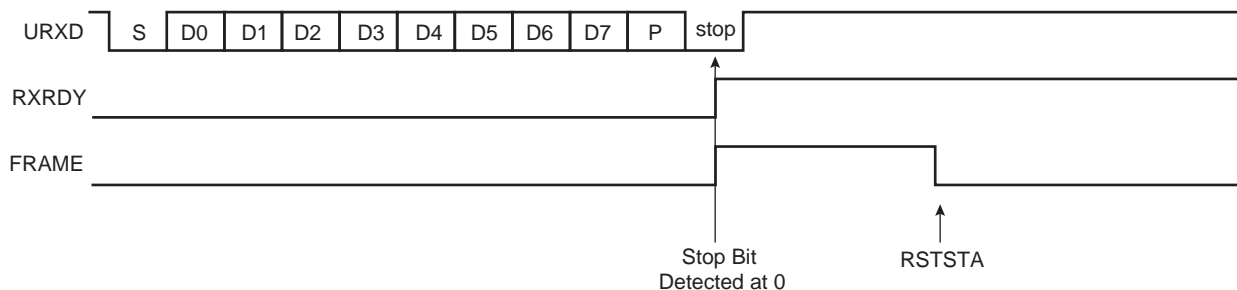 URXD S D0 D1 D2 D3 D4 D5 D6 D7 P stop
RXRDY
FRAME
Stop Bit
Detected at 0
RSTSTA